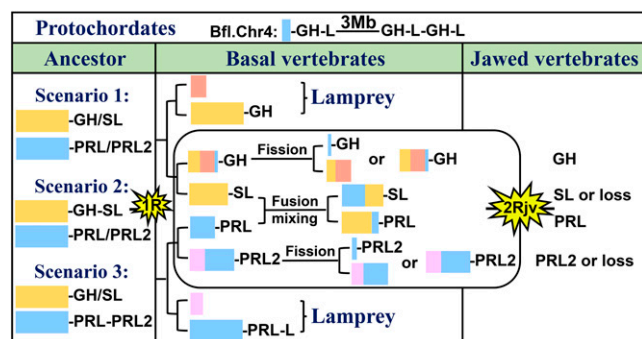 Protochordates
Bfl.Chr4: -GH-L 3Mb GH-L-GH-L
Ancestor
Basal vertebrates
Jawed vertebrates
Scenario 1:
-GH/SL
-PRL/PRL2
Scenario 2:
-GH-SL
-PRL/PRL2
Scenario 3:
-GH/SL
-PRL-PRL2
1R
-GH
Lamprey
-GH
Fission
-GH
or
-GH
-SL
Fusion
mixing
-SL
-PRL
-PRL
-PRL2
Fission
-PRL2
or
-PRL2
-PRL-L
Lamprey
2Rjv
GH
SL or loss
PRL
PRL2 or loss